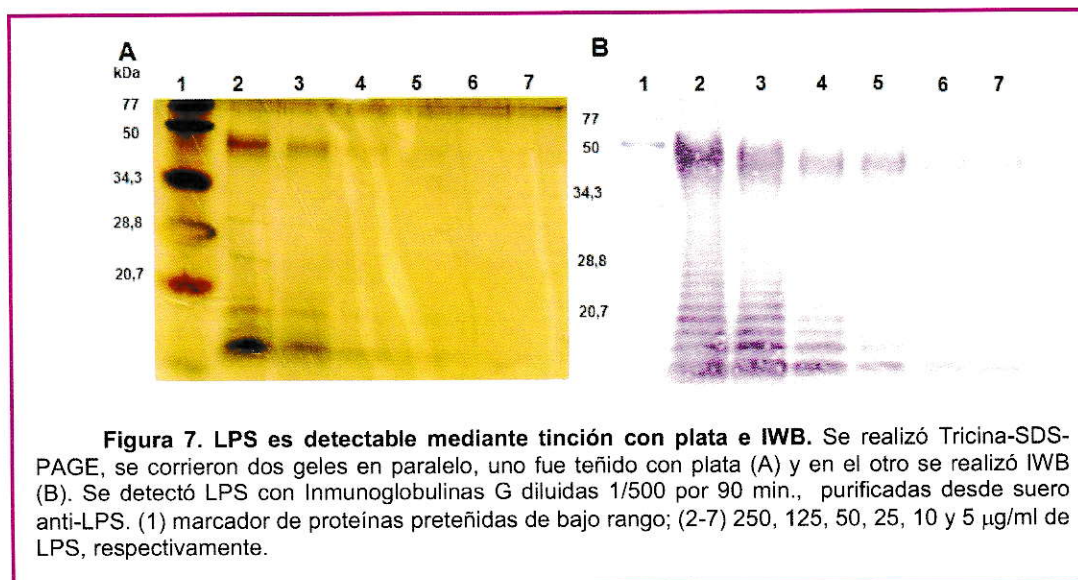 A
B
kDa
1 2 3 4 5 6 7
1 2 3 4 5 6 7
77
50
34,3
28,8
20,7
77
50
34,3
28,8
20,7
Figura 7. LPS es detectable mediante tinción con plata e IWB. Se realizó Tricina-SDS-
PAGE, se corrieron dos geles en paralelo, uno fue teñido con plata (A) y en el otro se realizó IWB
(B). Se detectó LPS con Inmunoglobulinas G diluidas 1/500 por 90 min., purificadas desde suero
anti-LPS. (1) marcador de proteínas preteñidas de bajo rango; (2-7) 250, 125, 50, 25, 10 y 5 µg/ml de
LPS, respectivamente.